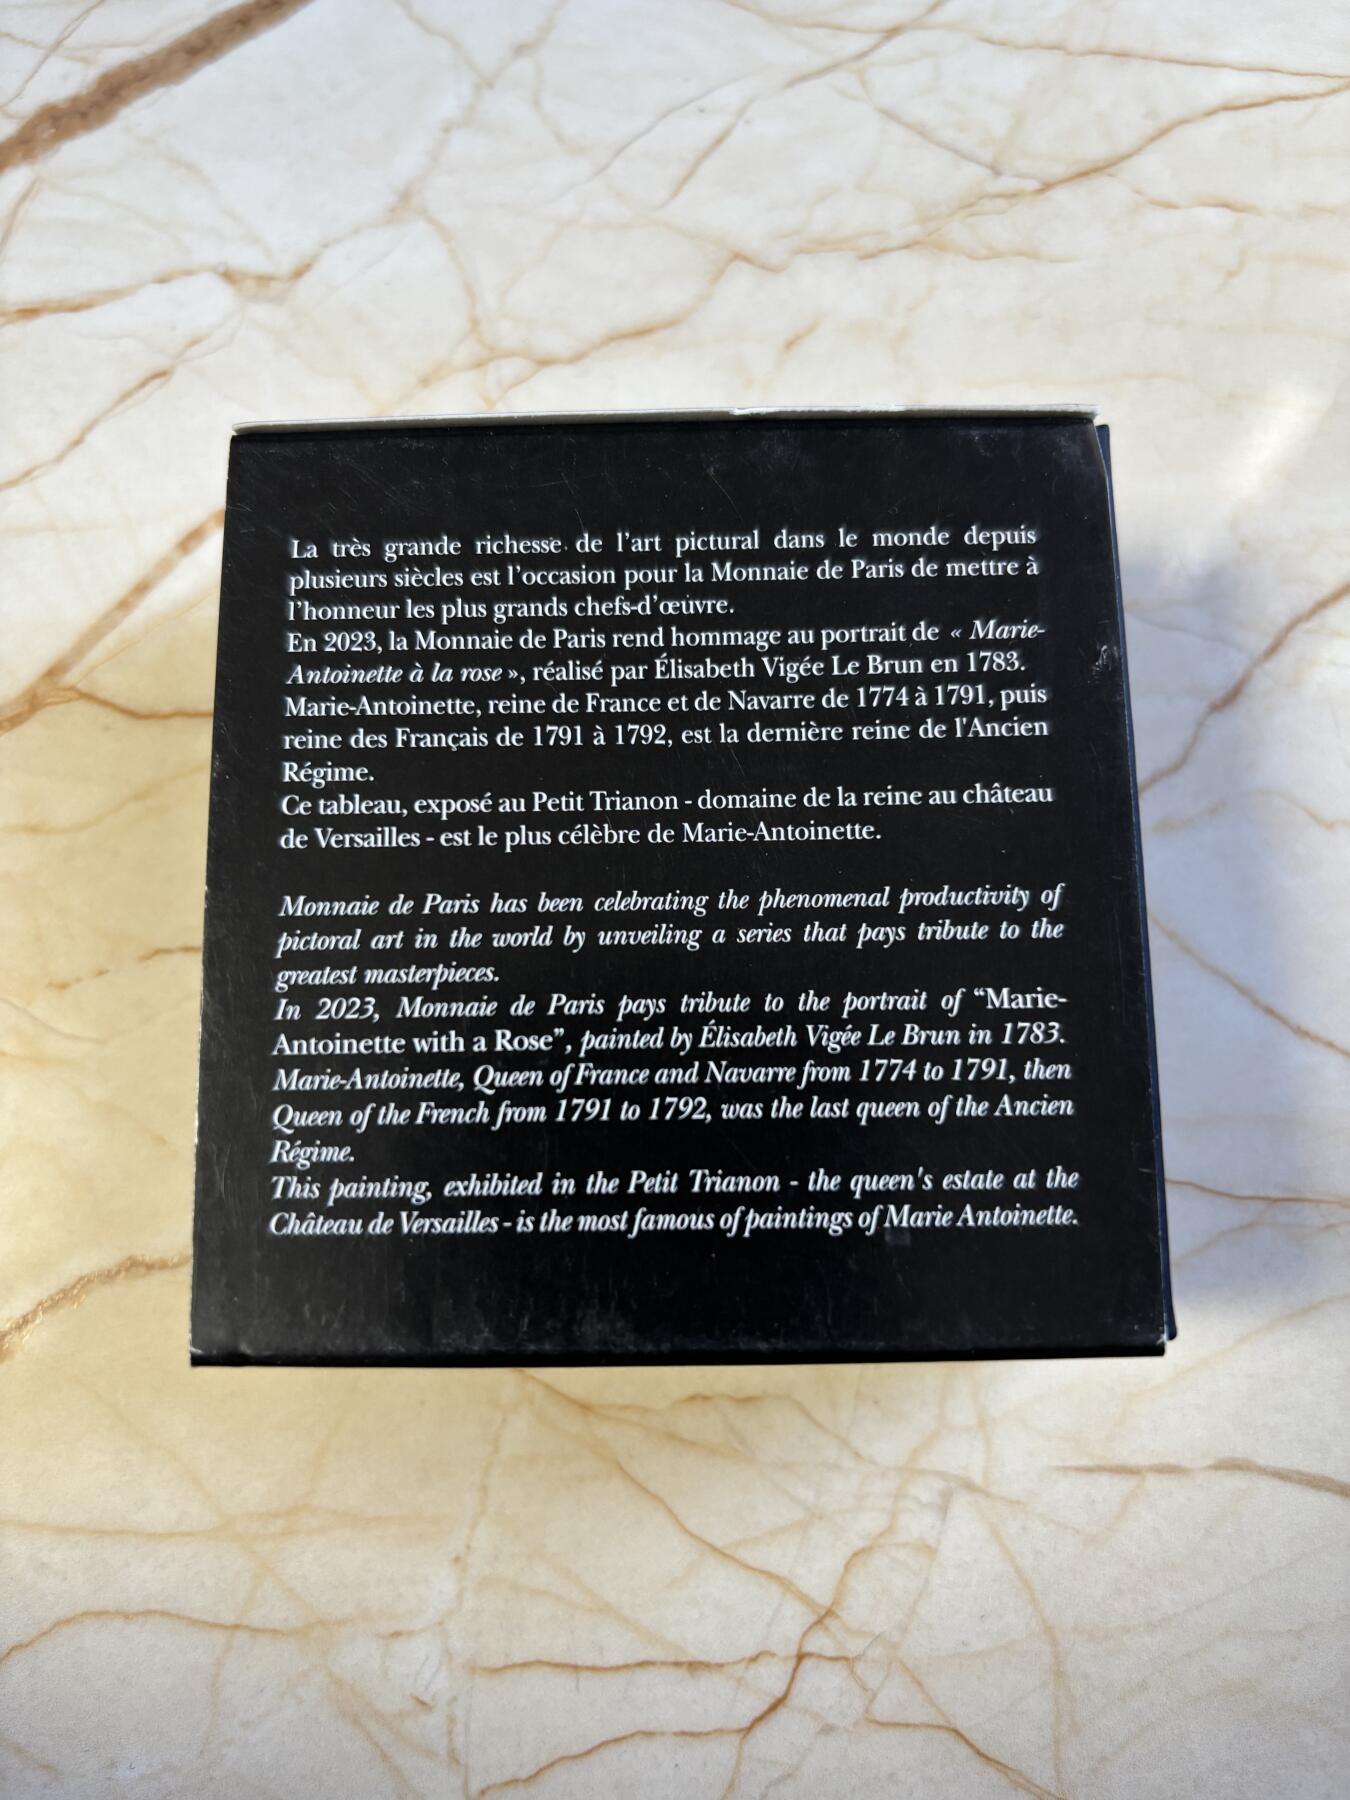 La très grande richesse de l’art pictural dans le monde depuis
plusieurs siècles est l’occasion pour la Monnaie de Paris de mettre à
l’honneur les plus grands chefs-d’œuvre.
En 2023, la Monnaie de Paris rend hommage au portrait de « Marie-
Antoinette à la rose », réalisé par Élisabeth Vigée Le Brun en 1783.
Marie-Antoinette, reine de France et de Navarre de 1774 à 1791, puis
reine des Français de 1791 à 1792, est la dernière reine de l'Ancien
Régime.
Ce tableau, exposé au Petit Trianon - domaine de la reine au château
de Versailles - est le plus célèbre de Marie-Antoinette.
Monnaie de Paris has been celebrating the phenomenal productivity of
pictoral art in the world by unveiling a series that pays tribute to the
greatest masterpieces.
In 2023, Monnaie de Paris pays tribute to the portrait of “Marie-
Antoinette with a Rose”, painted by Élisabeth Vigée Le Brun in 1783.
Marie-Antoinette, Queen of France and Navarre from 1774 to 1791, then
Queen of the French from 1791 to 1792, was the last queen of the Ancien
Régime.
This painting, exhibited in the Petit Trianon - the queen's estate at the
Château de Versailles - is the most famous of paintings of Marie Antoinette.